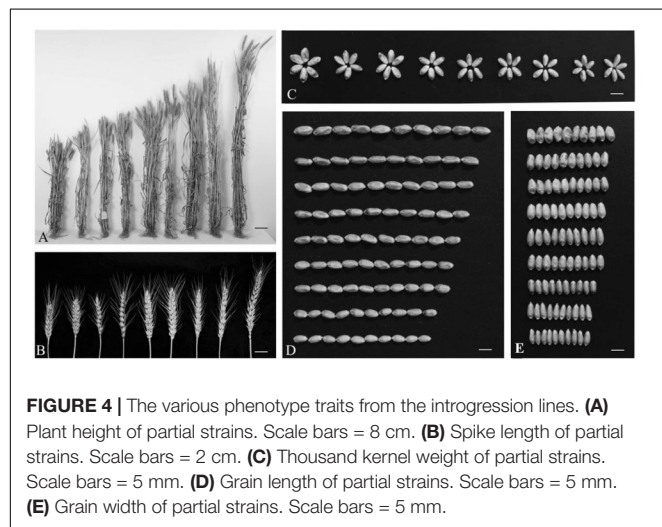 A
B
C
D
E
FIGURE 4 | The various phenotype traits from the introgression lines. (A)
Plant height of partial strains. Scale bars = 8 cm. (B) Spike length of partial
strains. Scale bars = 2 cm. (C) Thousand kernel weight of partial strains.
Scale bars = 5 mm. (D) Grain length of partial strains. Scale bars = 5 mm.
(E) Grain width of partial strains. Scale bars = 5 mm.